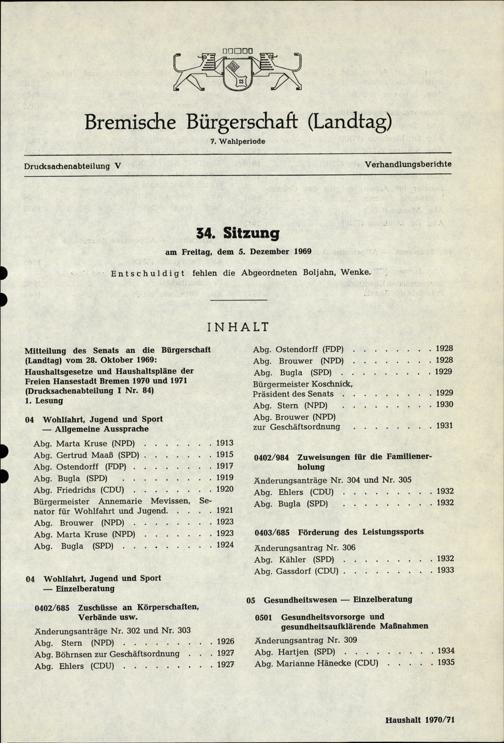 Bremische Bürgerschaft (Landtag)
7. Wahlperiode
Drucksachenabteilung V
Verhandlungsberichte
34. Sitzung
am Freitag, dem 5. Dezember 1969
Entschuldigt fehlen die Abgeordneten Boljahn, Wenke.
INHALT
Mitteilung des Senats an die Bürgerschaft
(Landtag) vom 28. Oktober 1969:
Haushaltsgesetze und Haushaltspläne der
Freien Hansestadt Bremen 1970 und 1971
(Drucksachenabteilung I Nr. 84)
1. Lesung
04 Wohlfahrt, Jugend und Sport
— Allgemeine Aussprache
Abg. Marta Kruse (NPD) . . . . . . . 1913
Abg. Gertrud Maaß (SPD) . . . . . . . 1915
Abg. Ostendorff (FDP) . . . . . . . . 1917
Abg. Bugla (SPD) . . . . . . . . 1919
Abg. Friedrichs (CDU) . . . . . . . . 1920
Bürgermeister Annemarie Mevissen, Se-
nator für Wohlfahrt und Jugend. . . . . 1921
Abg. Brouwer (NPD) . . . . . . . . 1923
Abg. Marta Kruse (NPD) . . . . . . . 1923
Abg. Bugla (SPD) . . . . . . . . 1924
04 Wohlfahrt, Jugend und Sport
— Einzelberatung
0402/685 Zuschüsse an Körperschaften,
Verbände usw.
Änderungsanträge Nr. 302 und Nr. 303
Abg. Stern (NPD) . . . . . . . . . 1926
Abg. Böhrnsen zur Geschäftsordnung . . . 1927
Abg. Ehlers (CDU) . . . . . . . . . 1927
Abg. Ostendorff (FDP) . . . . . . . . 1928
Abg. Brouwer (NPD) . . . . . . . . 1928
Abg. Bugla (SPD) . . . . . . . . 1929
Bürgermeister Koschnick,
Präsident des Senats . . . . . . . . . 1929
Abg. Stern (NPD) . . . . . . . . 1930
Abg. Brouwer (NPD)
zur Geschäftsordnung . . . . . . . . 1931
0402/984 Zuweisungen für die Familiener-
holung
Änderungsanträge Nr. 304 und Nr. 305
Abg. Ehlers (CDU) . . . . . . . . . 1932
Abg. Bugla (SPD) . . . . . . . . 1932
0403/685 Förderung des Leistungssports
Änderungsantrag Nr. 306
Abg. Kähler (SPD) . . . . . . . . . 1932
Abg. Gassdorf (CDU) . . . . . . . . . 1933
05 Gesundheitswesen — Einzelberatung
0501 Gesundheitsvorsorge und
gesundheitsaufklärende Maßnahmen
Änderungsantrag Nr. 309
Abg. Hartjen (SPD) . . . . . . . . . 1934
Abg. Marianne Hänecke (CDU) . . . . . 1935
Haushalt 1970/71